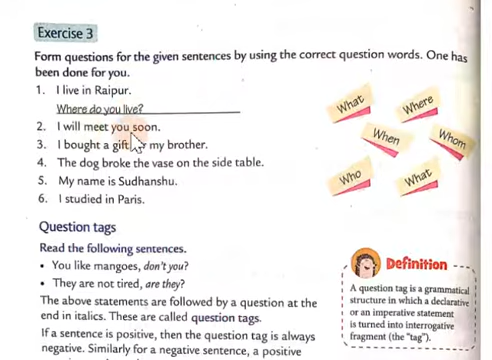 Exercise 3
Form questions for the given sentences by using the correct question words. One has
been done for you.
1. I live in Raipur.
Where do you live?
2. I will meet you soon.
3. I bought a gift my brother.
4. The dog broke the vase on the side table.
5. My name is Sudhanshu.
6. I studied in Paris.
What
Where
When
Whom
Who
What
Question tags
Read the following sentences.
• You like mangoes, don't you?
• They are not tired, are they?
The above statements are followed by a question at the
end in italics. These are called question tags.
If a sentence is positive, then the question tag is always
negative. Similarly for a negative sentence, a positive
Definition
A question tag is a grammatical
structure in which a declarative
or an imperative statement
is turned into interrogative
fragment (the "tag").